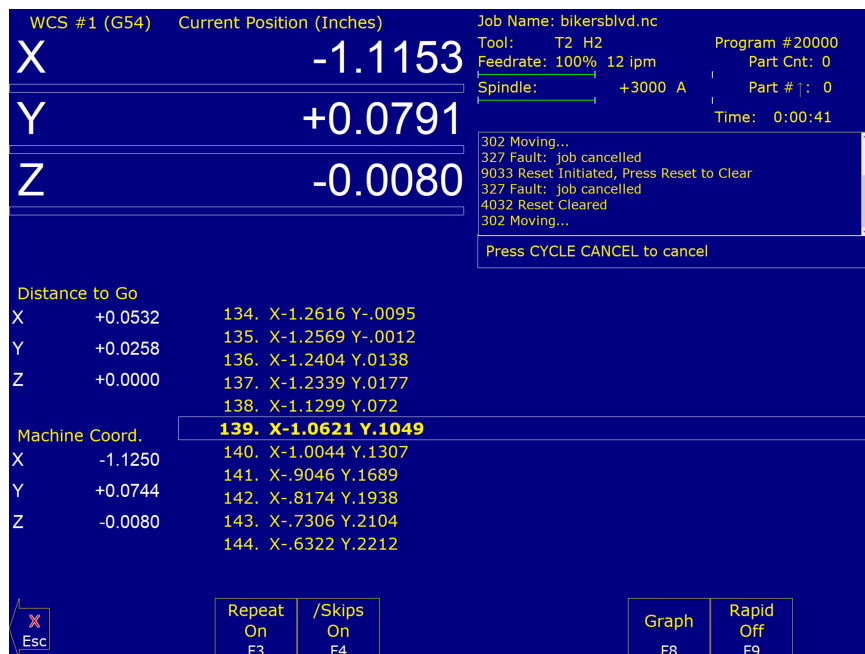 WCS #1 (G54) Current Position (Inches)
X -1.1153
Y +0.0791
Z -0.0080
Job Name: bikersblvd.nc
Tool: T2 H2 Program #20000
Feedrate: 100% 12 ipm Part Cnt: 0
Spindle: +3000 A Part #↑: 0
Time: 0:00:41
302 Moving...
327 Fault: job cancelled
9033 Reset Initiated, Press Reset to Clear
327 Fault: job cancelled
4032 Reset Cleared
302 Moving...
Press CYCLE CANCEL to cancel
Distance to Go
X +0.0532
Y +0.0258
Z +0.0000
Machine Coord.
X -1.1250
Y +0.0744
Z -0.0080
134. X-1.2616 Y-.0095
135. X-1.2569 Y-.0012
136. X-1.2404 Y.0138
137. X-1.2339 Y.0177
138. X-1.1299 Y.072
139. X-1.0621 Y.1049
140. X-1.0044 Y.1307
141. X-.9046 Y.1689
142. X-.8174 Y.1938
143. X-.7306 Y.2104
144. X-.6322 Y.2212
X
Esc
Repeat
On
F3
/Skips
On
F4
Graph
F8
Rapid
Off
F9